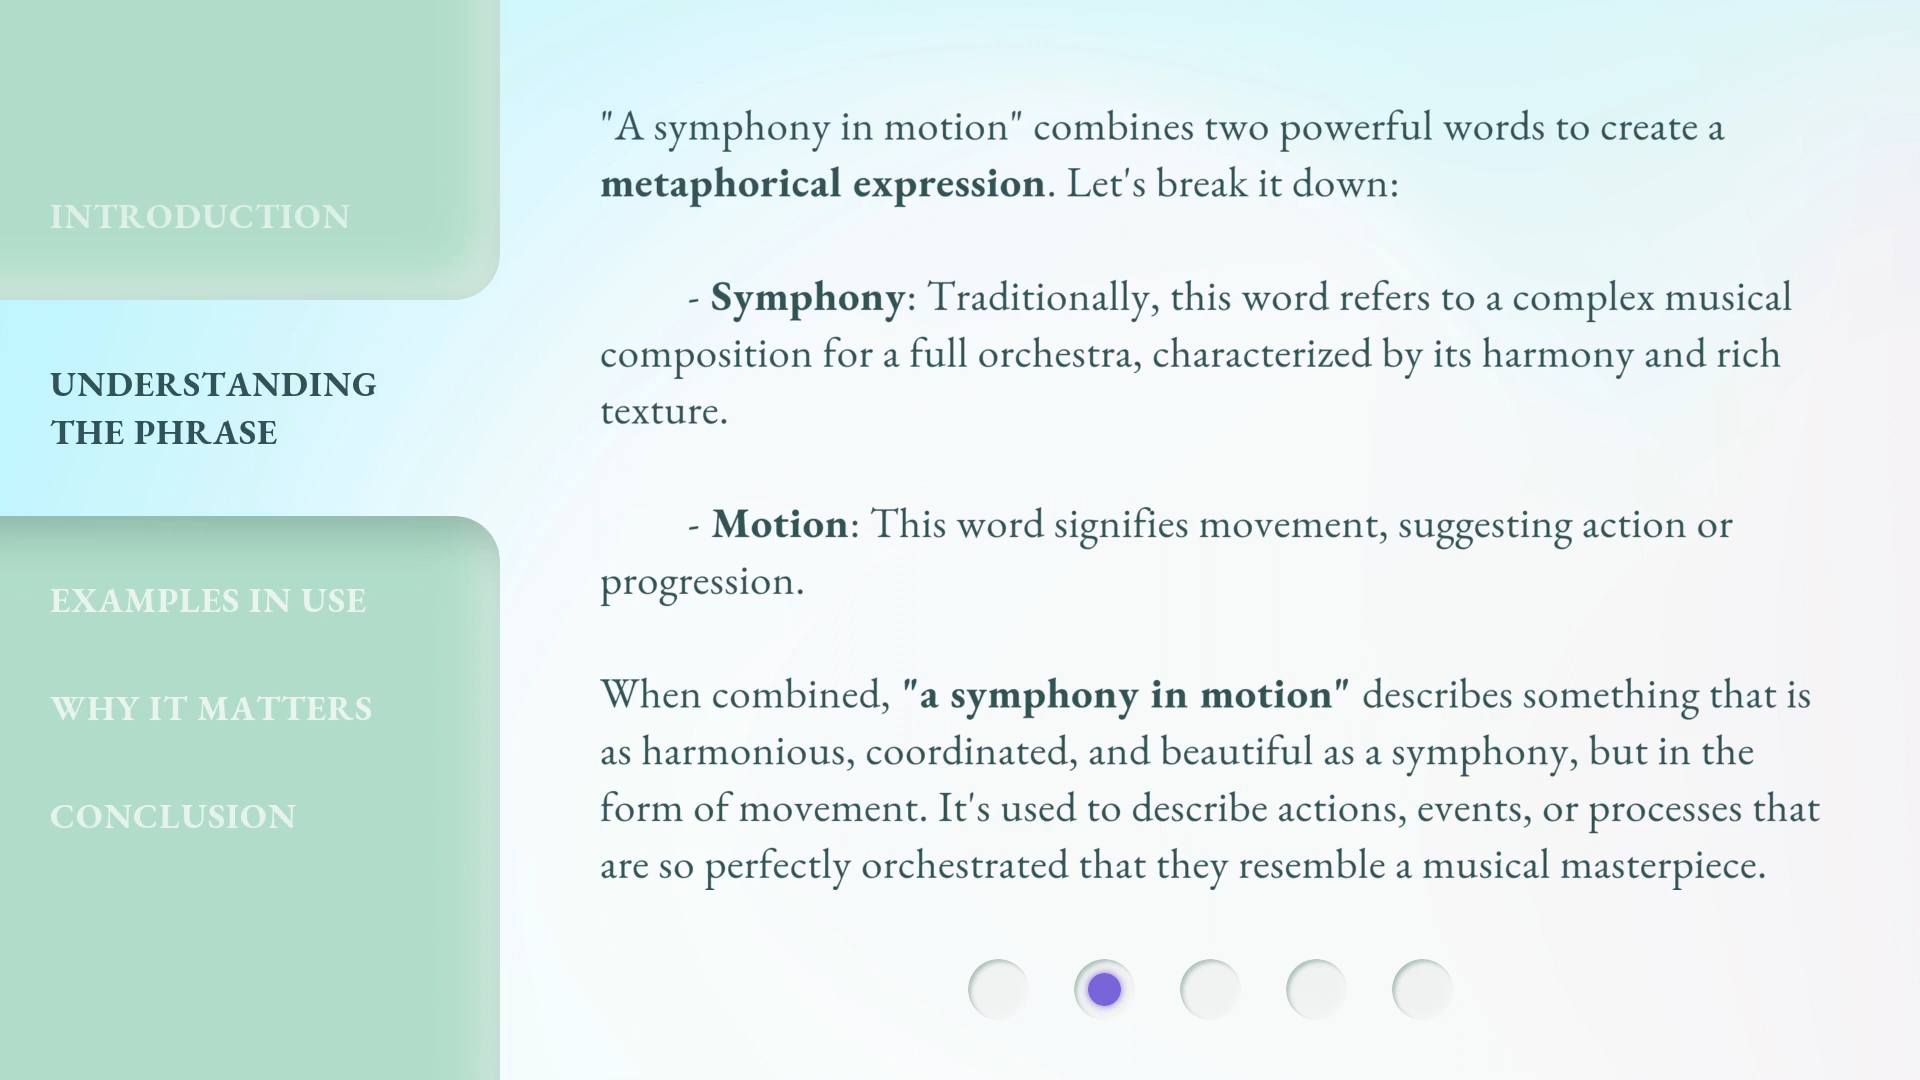 INTRODUCTION
UNDERSTANDING
THE PHRASE
EXAMPLES IN USE
WHY IT MATTERS
CONCLUSION
"A symphony in motion" combines two powerful words to create a
metaphorical expression. Let's break it down:
- Symphony: Traditionally, this word refers to a complex musical
composition for a full orchestra, characterized by its harmony and rich
texture.
- Motion: This word signifies movement, suggesting action or
progression.
When combined, "a symphony in motion" describes something that is
as harmonious, coordinated, and beautiful as a symphony, but in the
form of movement. It's used to describe actions, events, or processes that
are so perfectly orchestrated that they resemble a musical masterpiece.